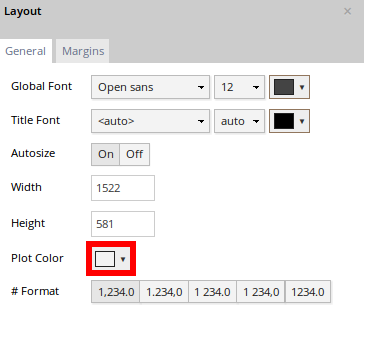 Layout ×
General Margins
Global Font Open sans 12
Title Font <auto> auto
Autosize On Off
Width 1522
Height 581
Plot Color
# Format 1,234.0 1.234,0 1 234.0 1 234,0 1234.0